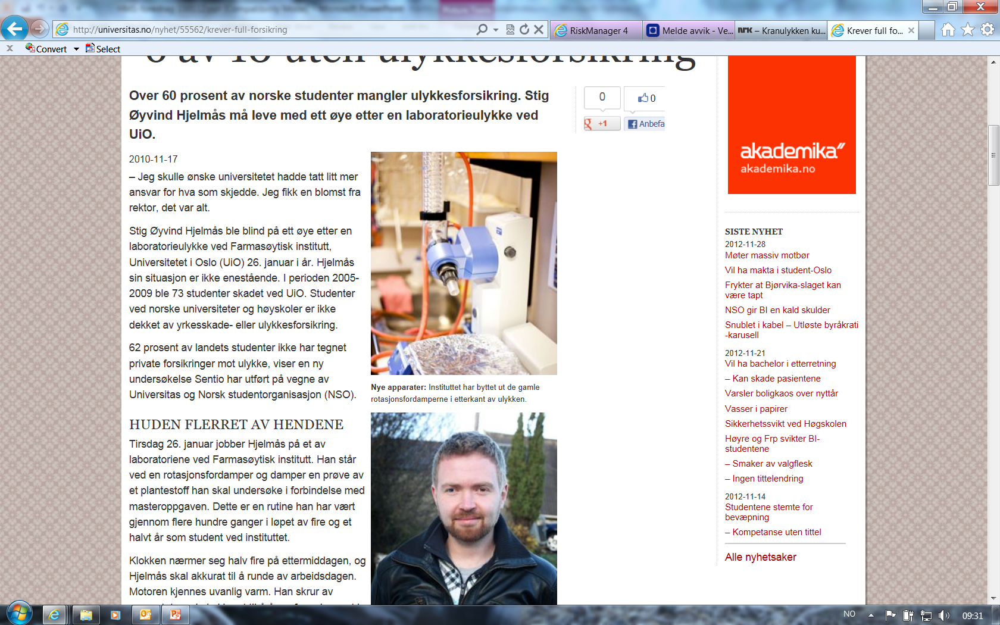 http://universitas.no/nyhet/55562/krever-full-forsikring
RiskManager 4
Melde avvik - Ve...
NRK – Kranulykken ku...
Krever full fo...
Convert
Select
6 av 10 uten ulykkesforsikring
Over 60 prosent av norske studenter mangler ulykkesforsikring. Stig
Øyvind Hjelmås må leve med ett øye etter en laboratorieulykke ved
UiO.
0
0
+1
Anbefa
2010-11-17
– Jeg skulle ønske universitetet hadde tatt litt mer
ansvar for hva som skjedde. Jeg fikk en blomst fra
rektor, det var alt.
Stig Øyvind Hjelmås ble blind på ett øye etter en
laboratorieulykke ved Farmasøytisk institutt,
Universitetet i Oslo (UiO) 26. januar i år. Hjelmås
sin situasjon er ikke enestående. I perioden 2005-
2009 ble 73 studenter skadet ved UiO. Studenter
ved norske universiteter og høyskoler er ikke
dekket av yrkesskade- eller ulykkesforsikring.
62 prosent av landets studenter ikke har tegnet
private forsikringer mot ulykke, viser en ny
undersøkelse Sentio har utført på vegne av
Universitas og Norsk studentorganisasjon (NSO).
HUDEN FLERRET AV HENDENE
Tirsdag 26. januar jobber Hjelmås på et av
laboratoriene ved Farmasøytisk institutt. Han står
ved en rotasjonsfordamper og damper en prøve av
et plantestoff han skal undersøke i forbindelse med
masteroppgaven. Dette er en rutine han har vært
gjennom flere hundre ganger i løpet av fire og et
halvt år som student ved instituttet.
Klokken nærmer seg halv fire på ettermiddagen, og
Hjelmås skal akkurat til å runde av arbeidsdagen.
Motoren kjennes uvanlig varm. Han skrur av
Nye apparater: Instituttet har byttet ut de gamle
rotasjonsfordamperne i etterkant av ulykken.
akademika
akademika.no
SISTE NYHET
2012-11-28
Møter massiv motbør
Vil ha makta i student-Oslo
Frykter at Bjørvika-slaget kan
være tapt
NSO gir BI en kald skulder
Snublet i kabel – Utløste byråkrati
-karusell
2012-11-21
Vil ha bachelor i etterretning
– Kan skade pasientene
Varsler boligkaos over nyttår
Vasser i papirer
Sikkerhetssvikt ved Høgskolen
Høyre og Frp svikter BI-
studentene
– Smaker av valgflesk
– Ingen tittelendring
2012-11-14
Studentene stemte for
bevæpning
– Kompetanse uten tittel
Alle nyhetsaker
NO
09:31